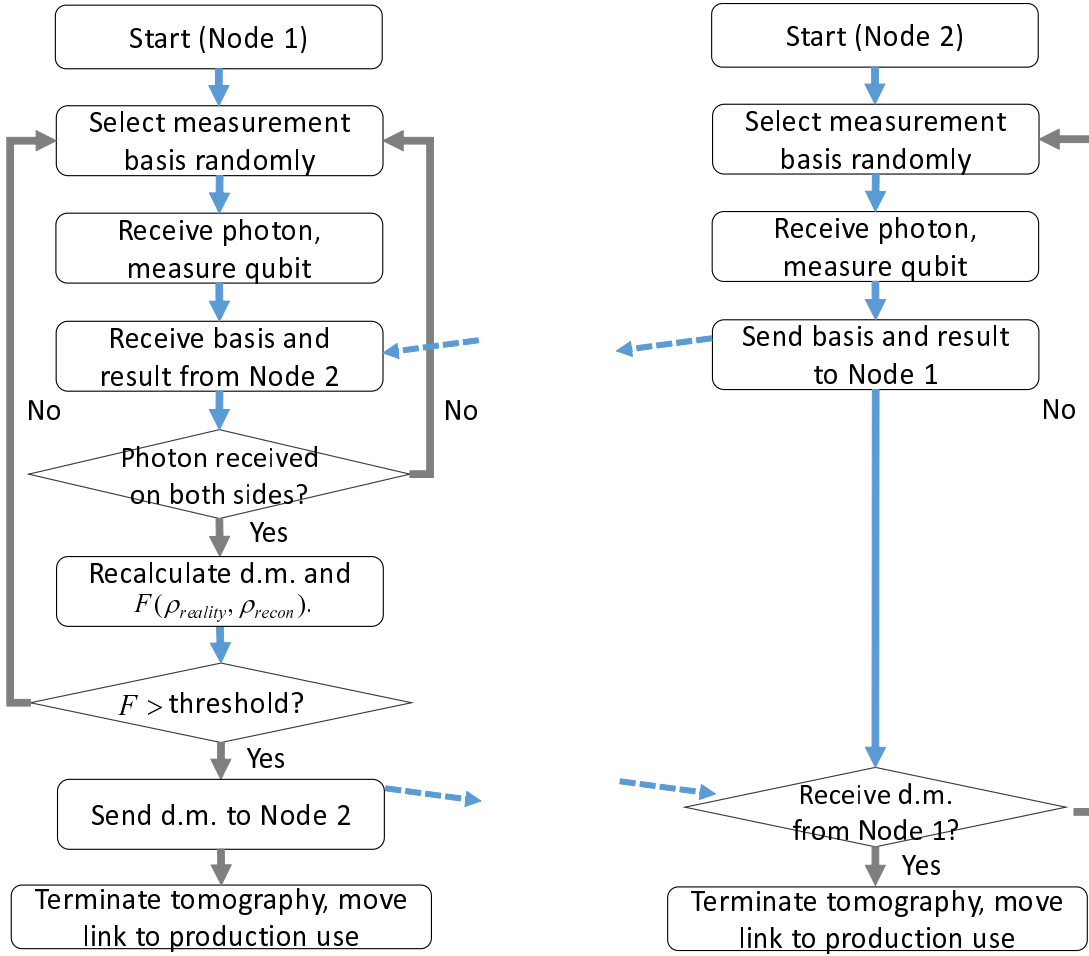 Start (Node 1)
Select measurement
basis randomly
Receive photon,
measure qubit
Receive basis and
result from Node 2
No
No
Photon received
on both sides?
Yes
Recalculate d.m. and
F(ρreality, ρrecon).
F > threshold?
Yes
Send d.m. to Node 2
Terminate tomography, move
link to production use
Start (Node 2)
Select measurement
basis randomly
Receive photon,
measure qubit
Send basis and result
to Node 1
No
Receive d.m.
from Node 1?
Yes
Terminate tomography, move
link to production use